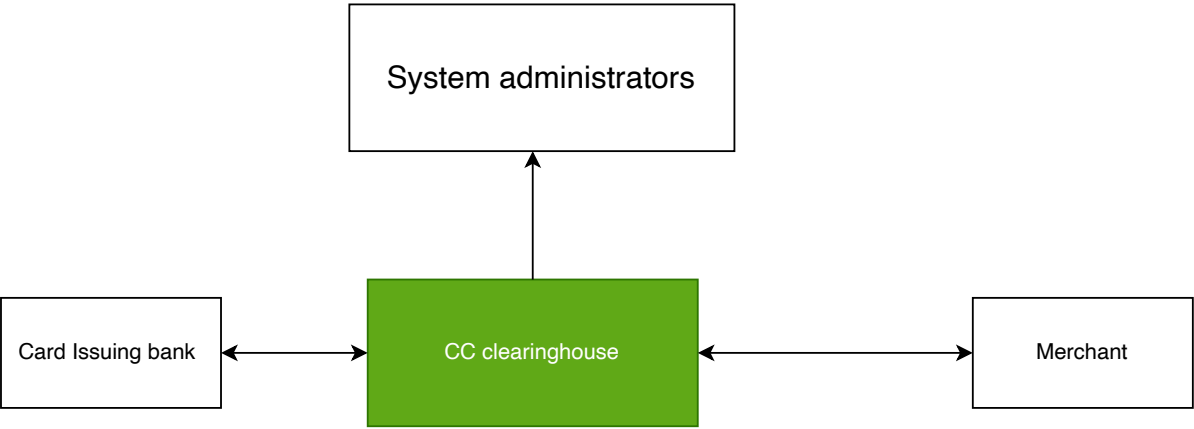 System administrators
Card Issuing bank
CC clearinghouse
Merchant